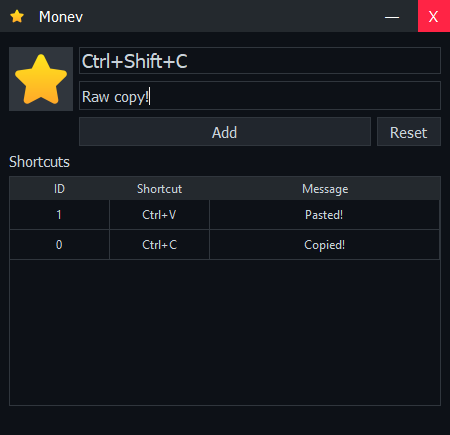 Monev
— X
Ctrl+Shift+C
Raw copy!
Add Reset
Shortcuts
ID Shortcut Message
1 Ctrl+V Pasted!
0 Ctrl+C Copied!